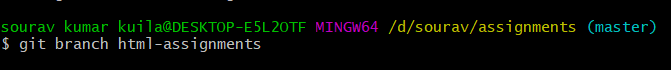 sourav kumar kuila@DESKTOP-E5L2OTF MINGW64 /d/sourav/assignments (master)
$ git branch html-assignments